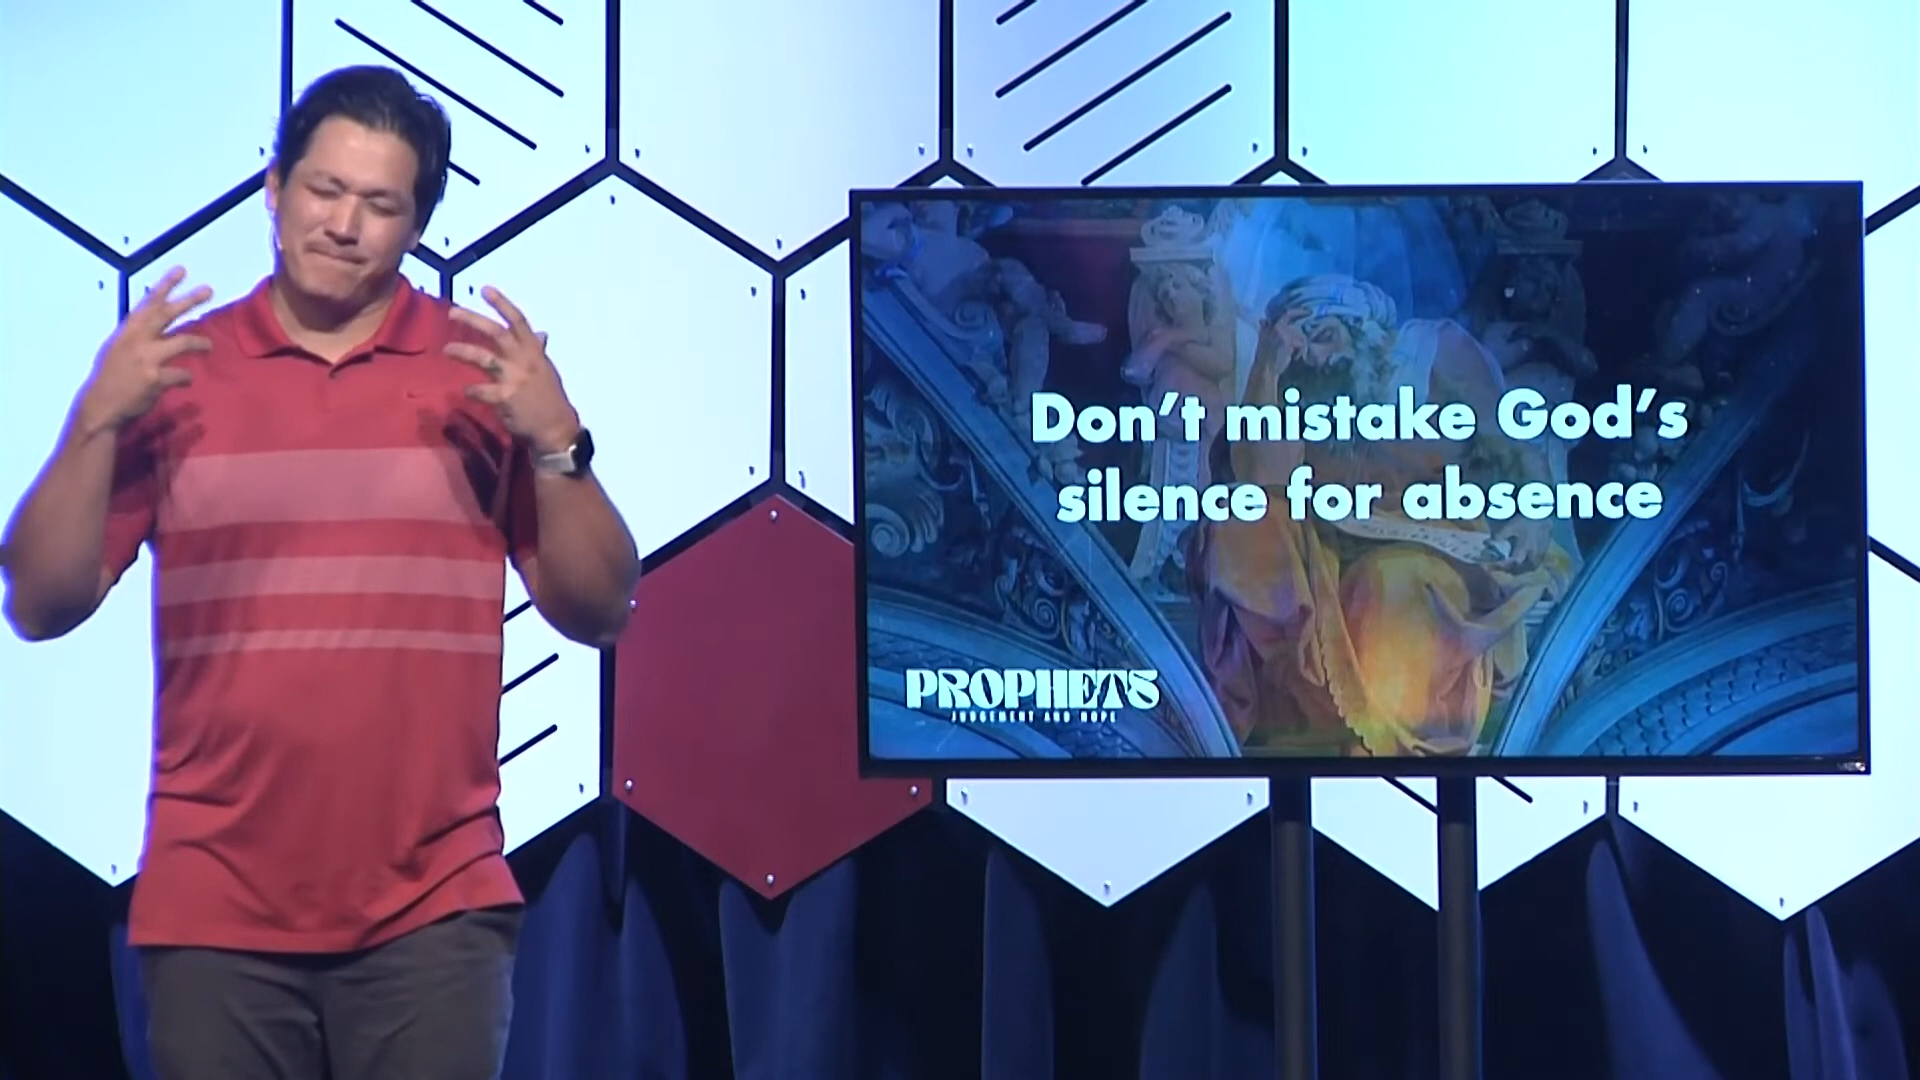 Don't mistake God's
silence for absence
PROPHETS
JUDGEMENT AND HOPE